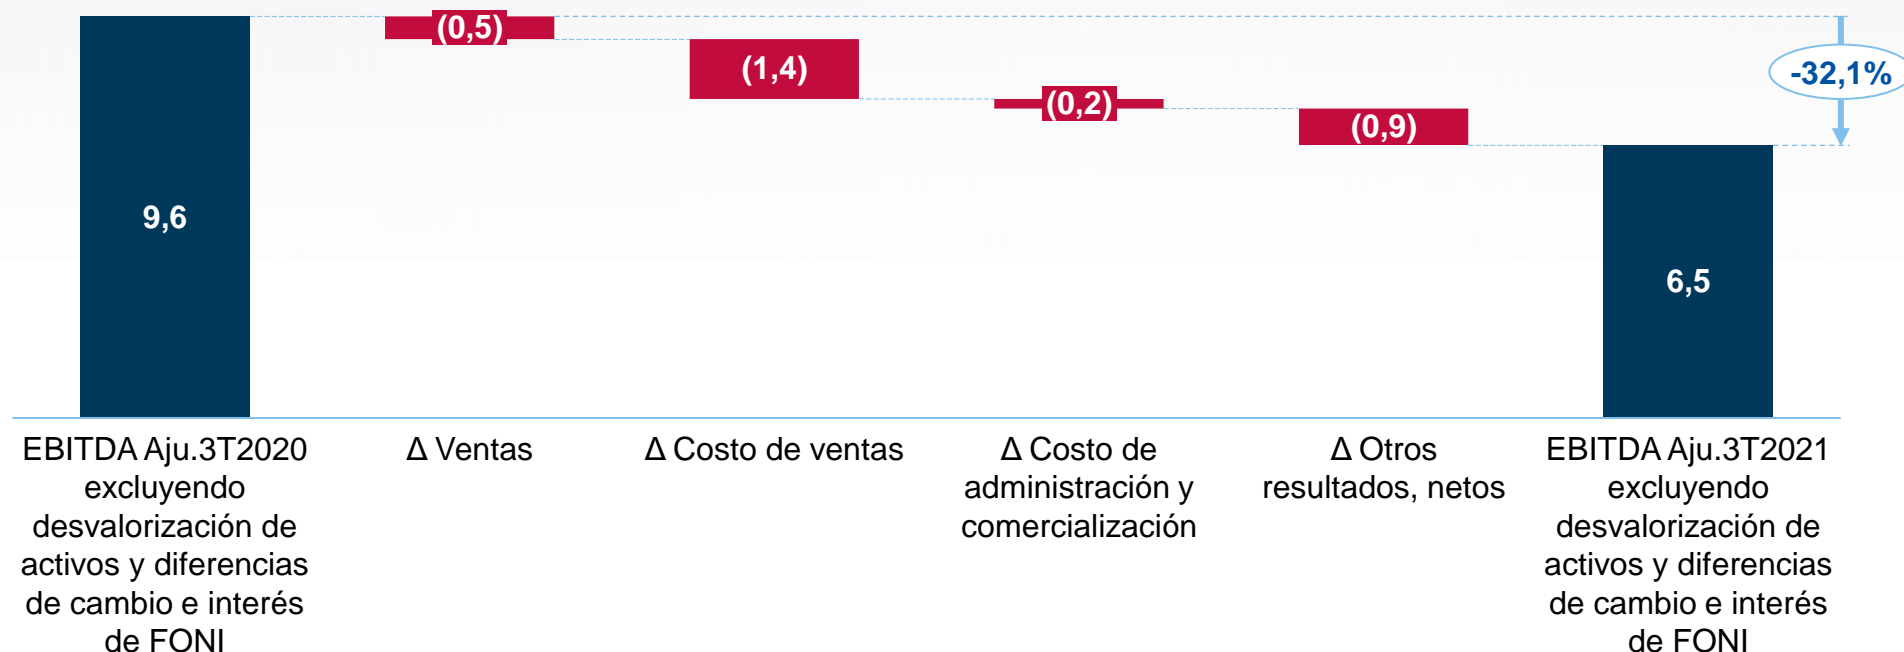 (0,5)
(1,4)
(0,2)
(0,9)
-32,1%
9,6
6,5
EBITDA Aju.3T2020
excluyendo
desvalorización de
activos y diferencias
de cambio e interés
de FONI
Δ Ventas
Δ Costo de ventas
Δ Costo de
administración y
comercialización
Δ Otros
resultados, netos
EBITDA Aju.3T2021
excluyendo
desvalorización de
activos y diferencias
de cambio e interés
de FONI